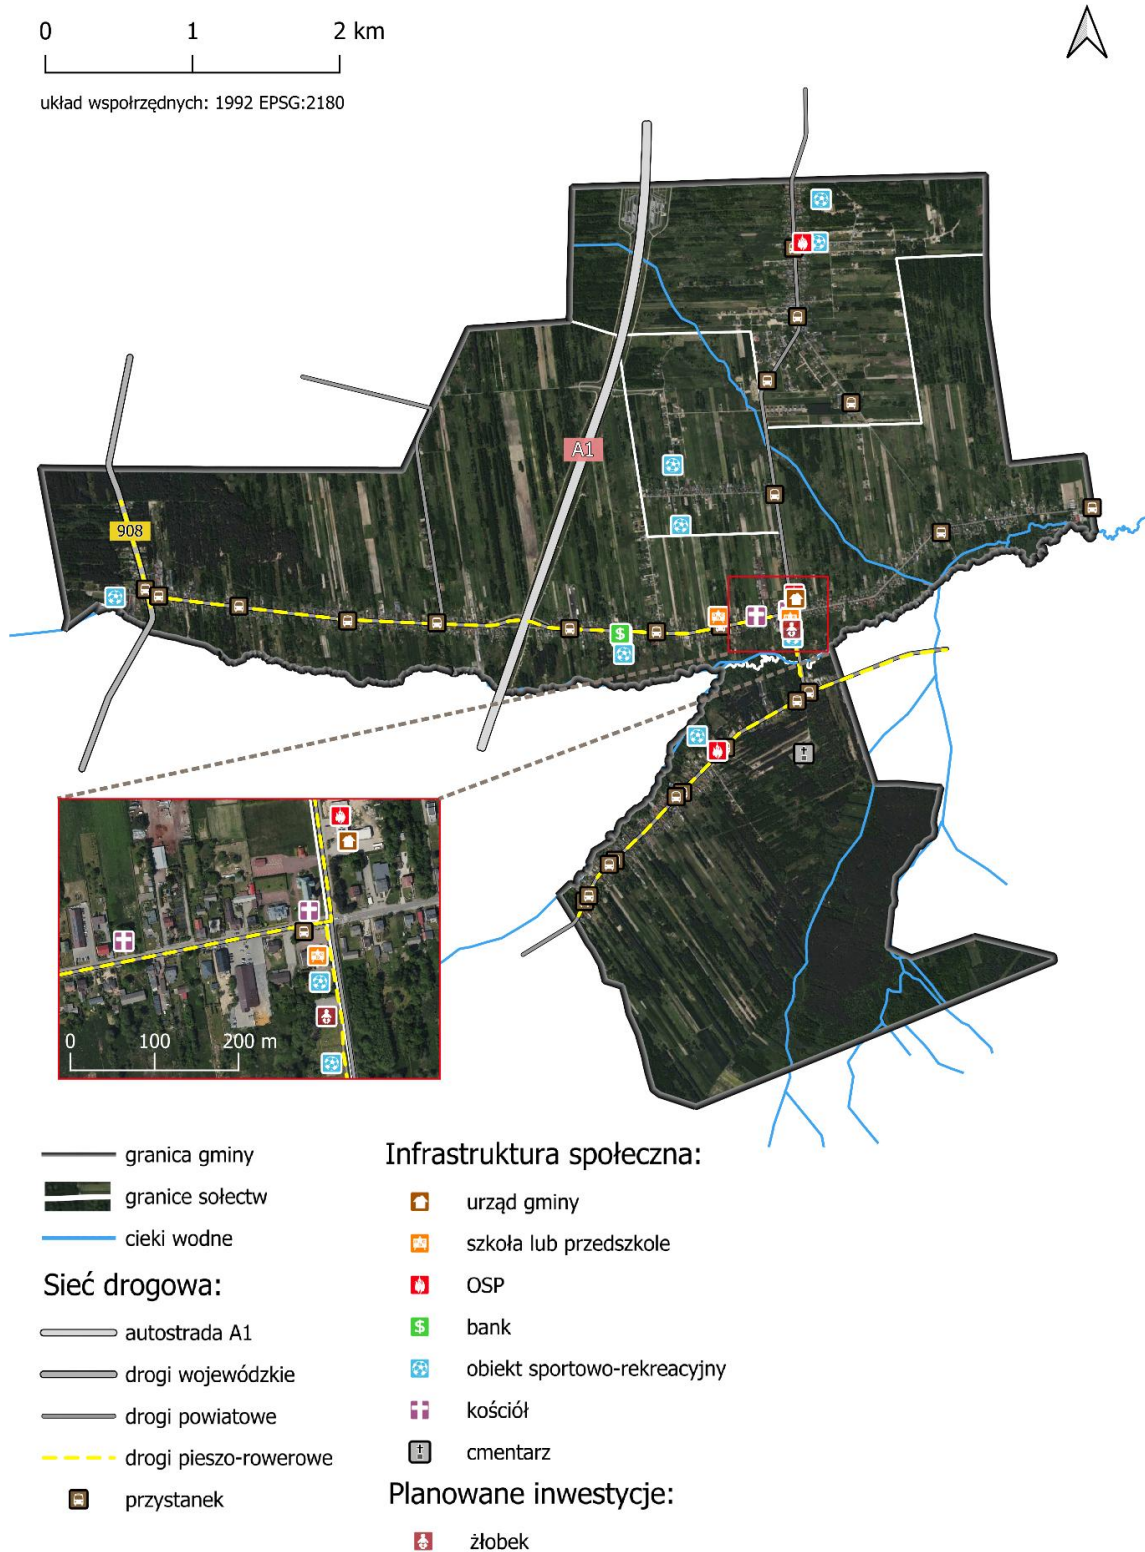 0 1 2 km
układ wspołrzędnych: 1992 EPSG:2180
A1
908
0 100 200 m
granica gminy
granice sołectw
cieki wodne
Sieć drogowa:
autostrada A1
drogi wojewódzkie
drogi powiatowe
drogi pieszo-rowerowe
przystanek
Infrastruktura społeczna:
urząd gminy
szkoła lub przedszkole
OSP
bank
obiekt sportowo-rekreacyjny
kościół
cmentarz
Planowane inwestycje:
żłobek